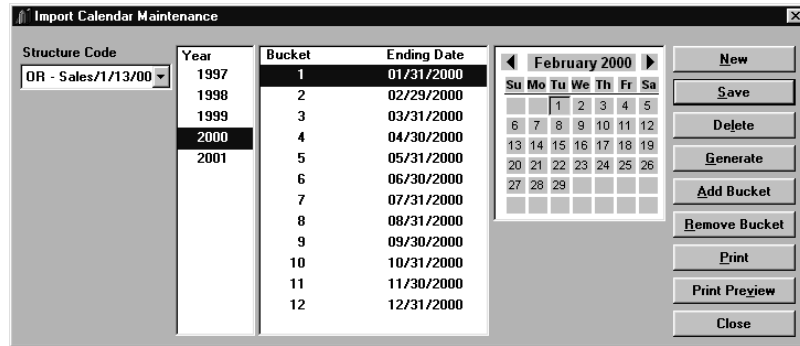 Import Calendar Maintenance
Structure Code
OR - Sales/1/13/00
Year
1997
1998
1999
2000
2001
Bucket Ending Date
1 01/31/2000
2 02/29/2000
3 03/31/2000
4 04/30/2000
5 05/31/2000
6 06/30/2000
7 07/31/2000
8 08/31/2000
9 09/30/2000
10 10/31/2000
11 11/30/2000
12 12/31/2000
February 2000
Su Mo Tu We Th Fr Sa
1 2 3 4 5
6 7 8 9 10 11 12
13 14 15 16 17 18 19
20 21 22 23 24 25 26
27 28 29
New
Save
Delete
Generate
Add Bucket
Remove Bucket
Print
Print Preview
Close